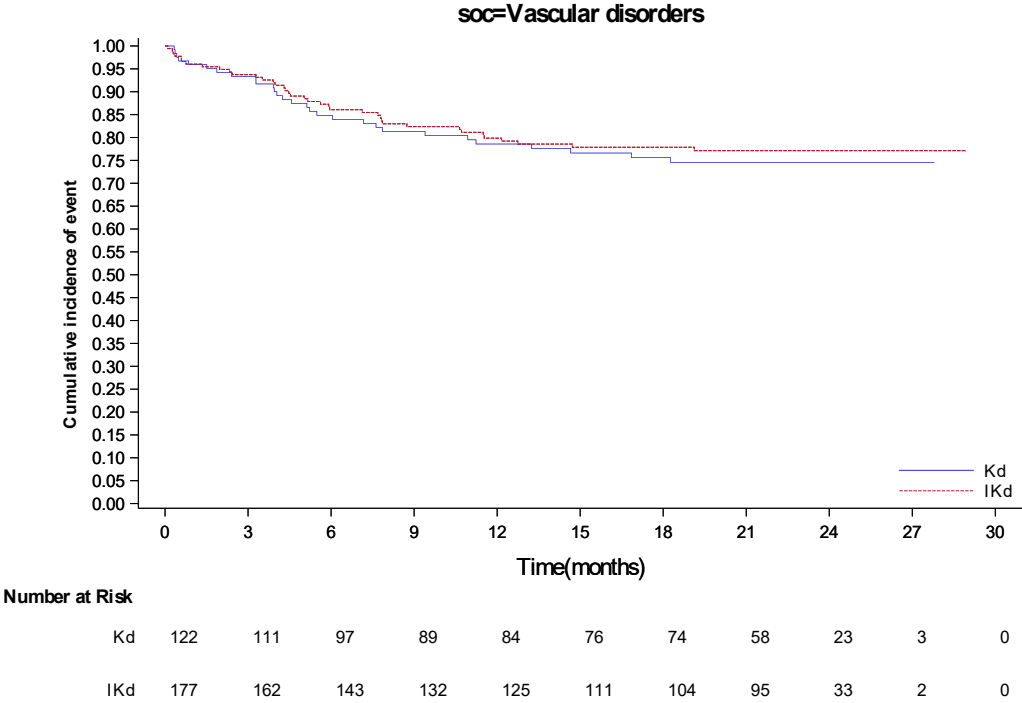 soc=Vascular disorders
1.00
0.95
0.90
0.85
0.80
0.75
0.70
0.65
0.60
0.55
0.50
0.45
0.40
0.35
0.30
0.25
0.20
0.15
0.10
0.05
0.00
Cumulative incidence of event
Kd
IKd
0 3 6 9 12 15 18 21 24 27 30
Time(months)
Number at Risk
Kd 122 111 97 89 84 76 74 58 23 3 0
IKd 177 162 143 132 125 111 104 95 33 2 0